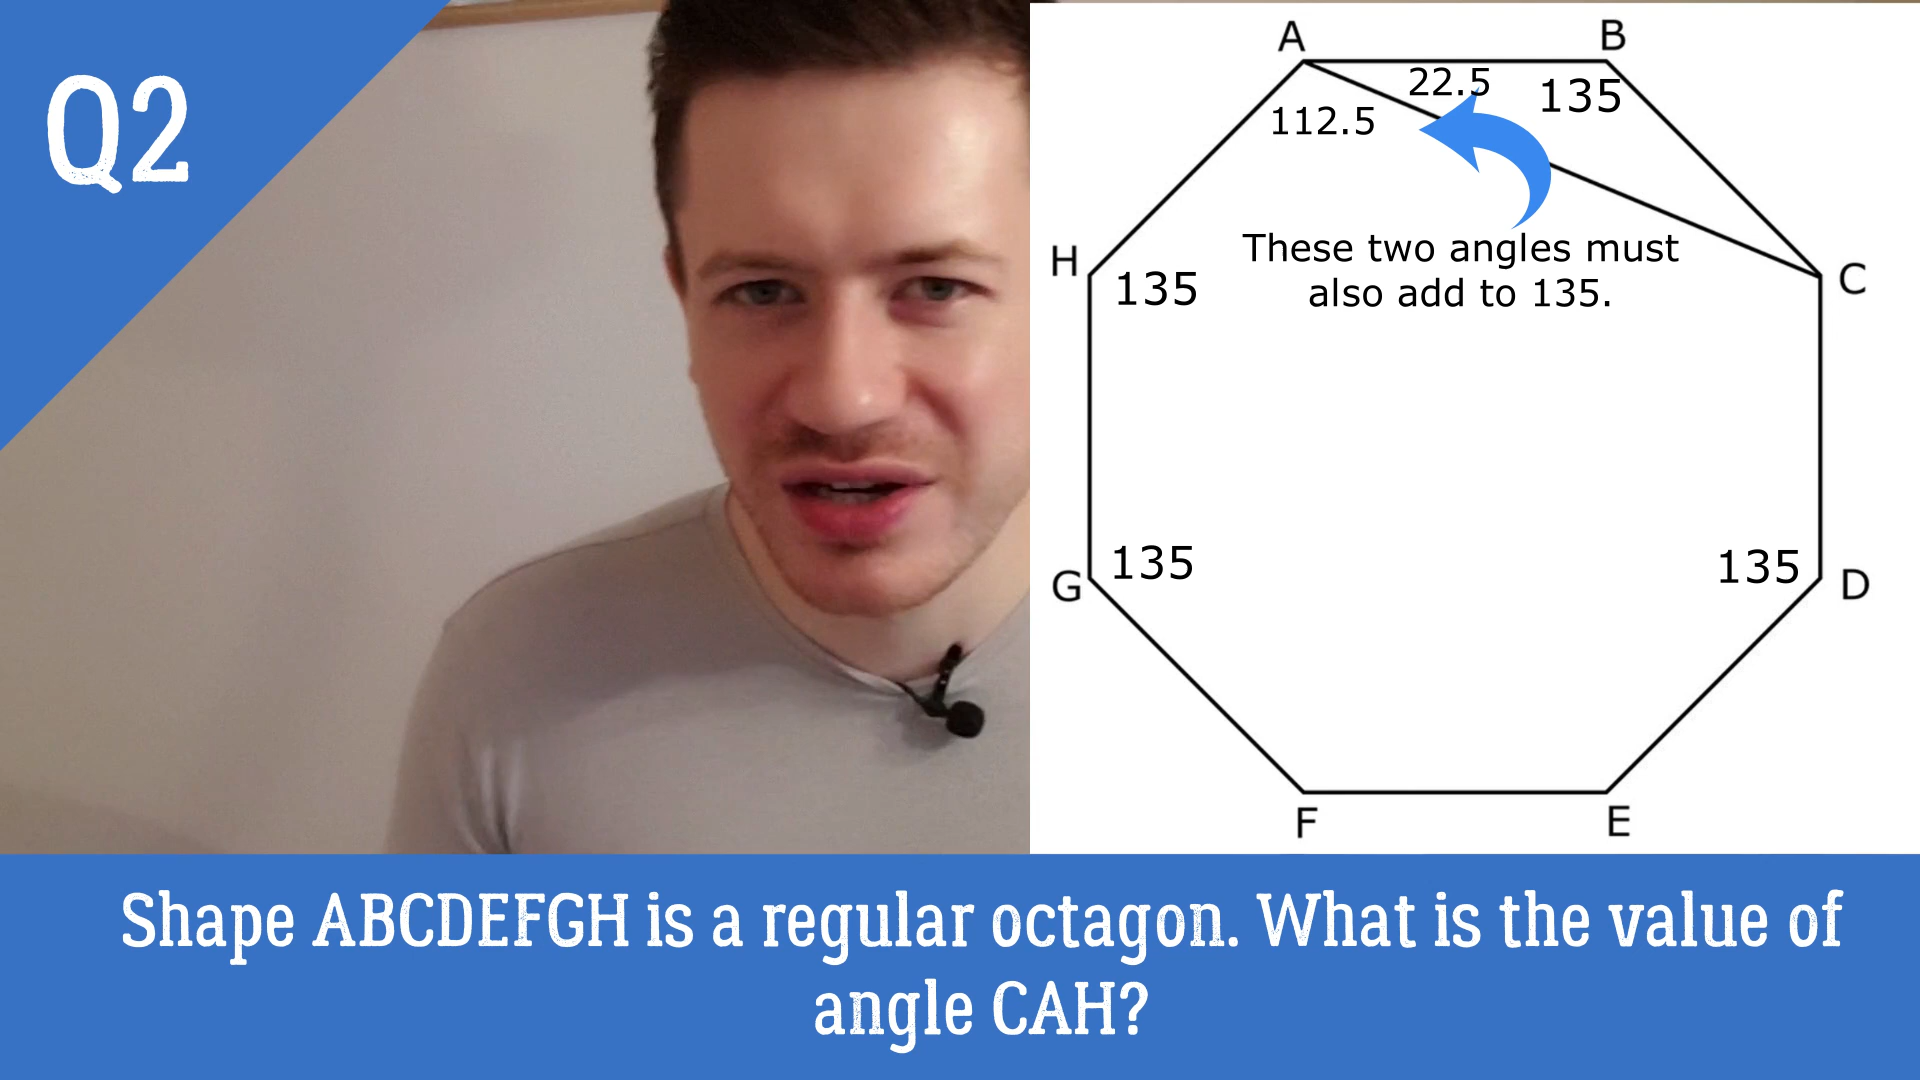 Q2
A
B
22.5
135
112.5
These two angles must
also add to 135.
H
135
C
G
135
135
D
F
E
Shape ABCDEFGH is a regular octagon. What is the value of
angle CAH?